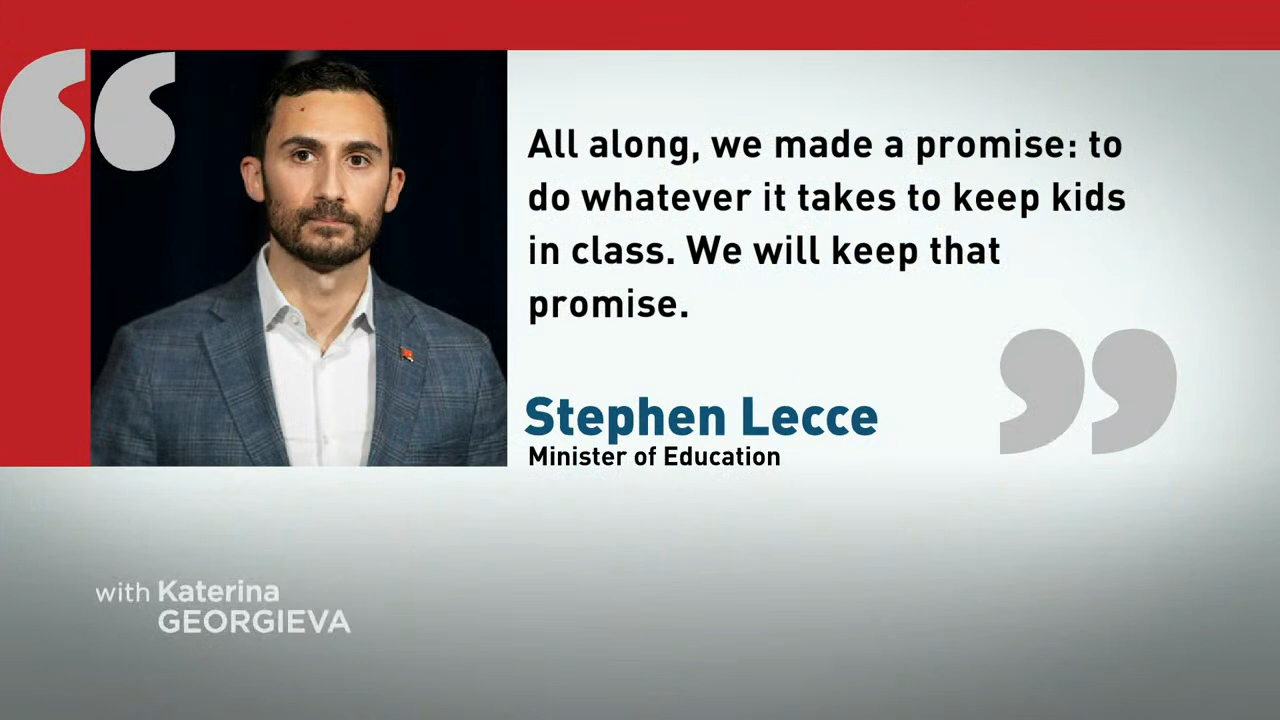 All along, we made a promise: to
do whatever it takes to keep kids
in class. We will keep that
promise.
Stephen Lecce
Minister of Education
with Katerina
GEORGIEVA